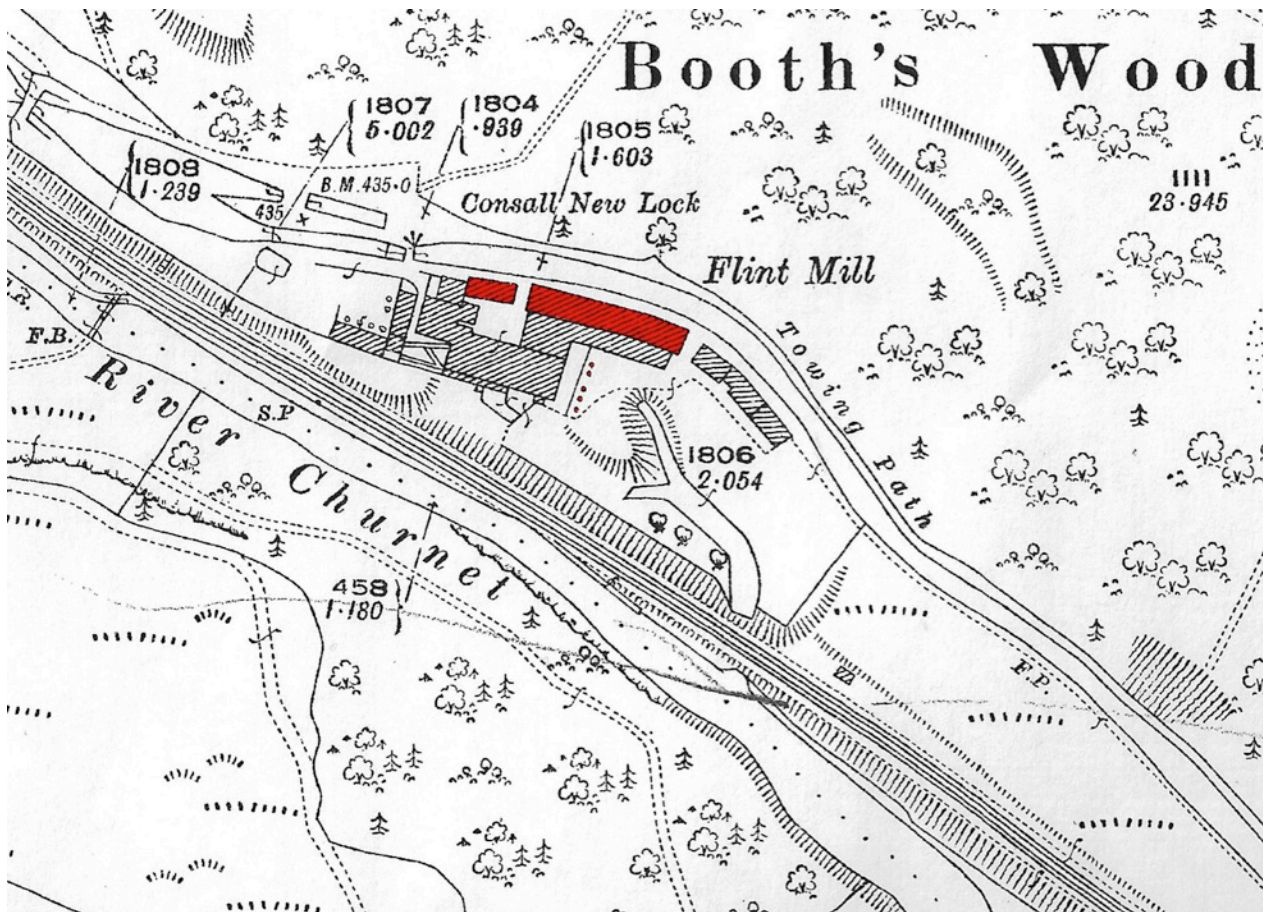 Booth's Wood
1807
5·002
1804
·939
1805
1·603
1808
1·239
B.M.435·0
435
Consall New Lock
23·945
Flint Mill
F.B.
River Churnet
S.P
Towing Path
1806
2·054
458
1·180
F.P.